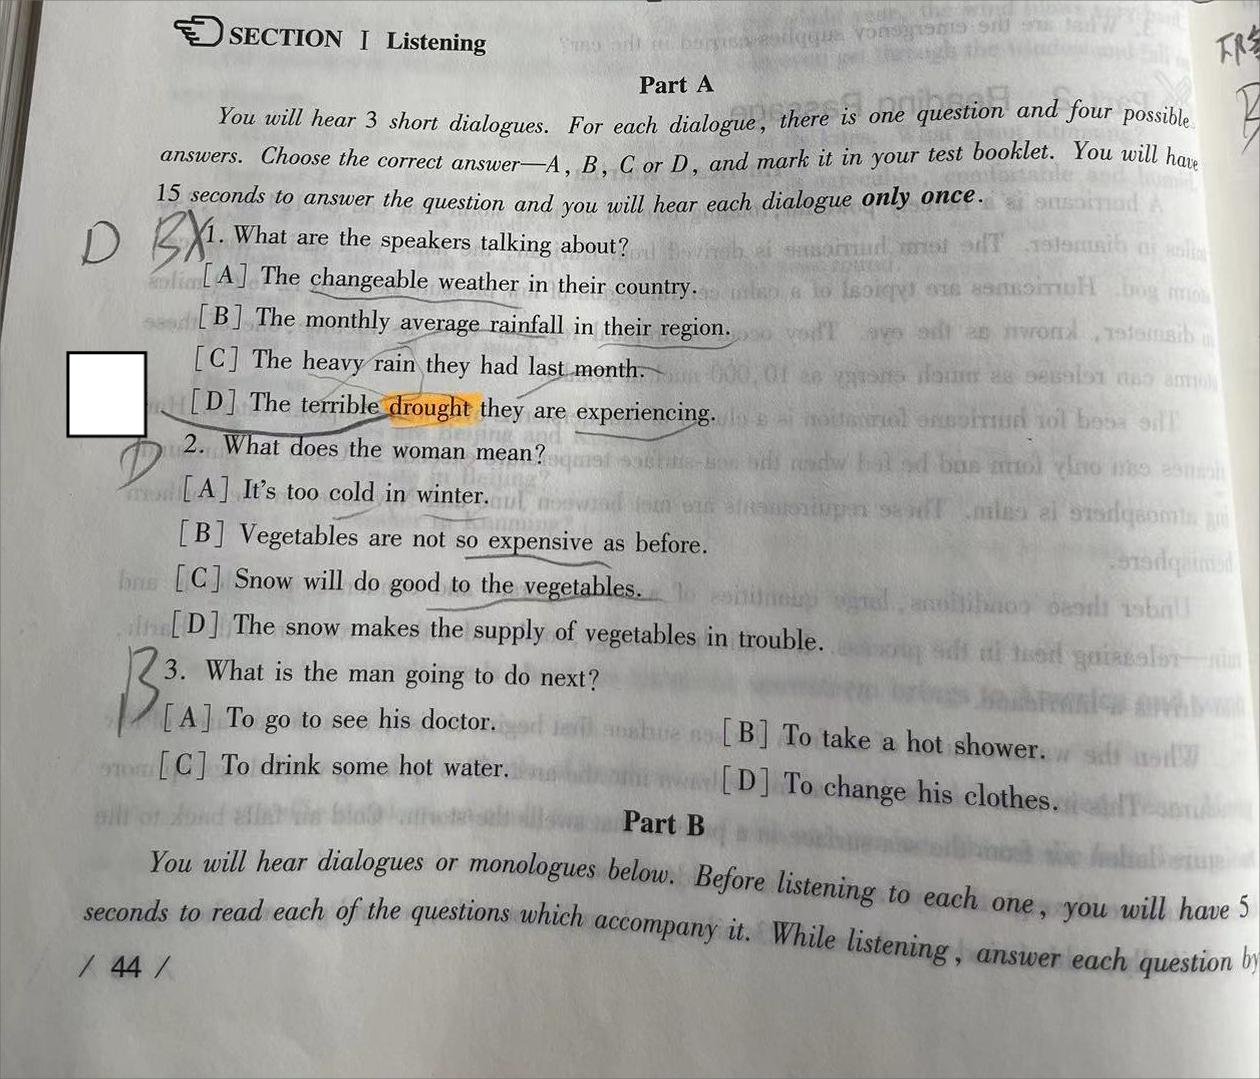 SECTION I Listening
Part A
You will hear 3 short dialogues. For each dialogue, there is one question and four possible
answers. Choose the correct answer—A, B, C or D, and mark it in your test booklet. You will have
15 seconds to answer the question and you will hear each dialogue only once.
D B 1. What are the speakers talking about?
[A] The changeable weather in their country.
[B] The monthly average rainfall in their region.
[C] The heavy rain they had last month.
[D] The terrible drought they are experiencing.
D 2. What does the woman mean?
[A] It's too cold in winter.
[B] Vegetables are not so expensive as before.
[C] Snow will do good to the vegetables.
[D] The snow makes the supply of vegetables in trouble.
B 3. What is the man going to do next?
[A] To go to see his doctor. [B] To take a hot shower.
[C] To drink some hot water. [D] To change his clothes.
Part B
You will hear dialogues or monologues below. Before listening to each one, you will have 5
seconds to read each of the questions which accompany it. While listening, answer each question by
/ 44 /